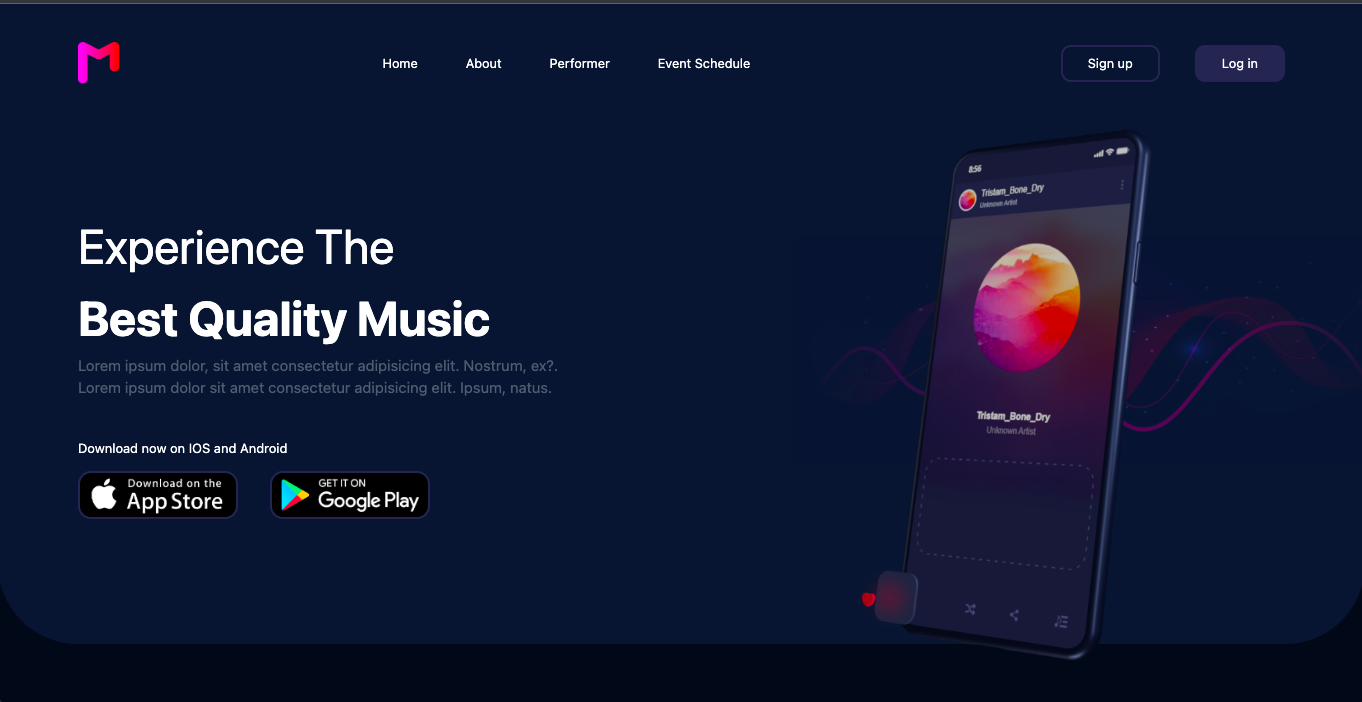 Home About Performer Event Schedule Sign up Log in
Experience The
Best Quality Music
Lorem ipsum dolor, sit amet consectetur adipisicing elit. Nostrum, ex?.
Lorem ipsum dolor sit amet consectetur adipisicing elit. Ipsum, natus.
Download now on IOS and Android
Download on the
App Store
GET IT ON
Google Play
8:56
Tristam_Bone_Dry
Unknown Artist
Tristam_Bone_Dry
Unknown Artist